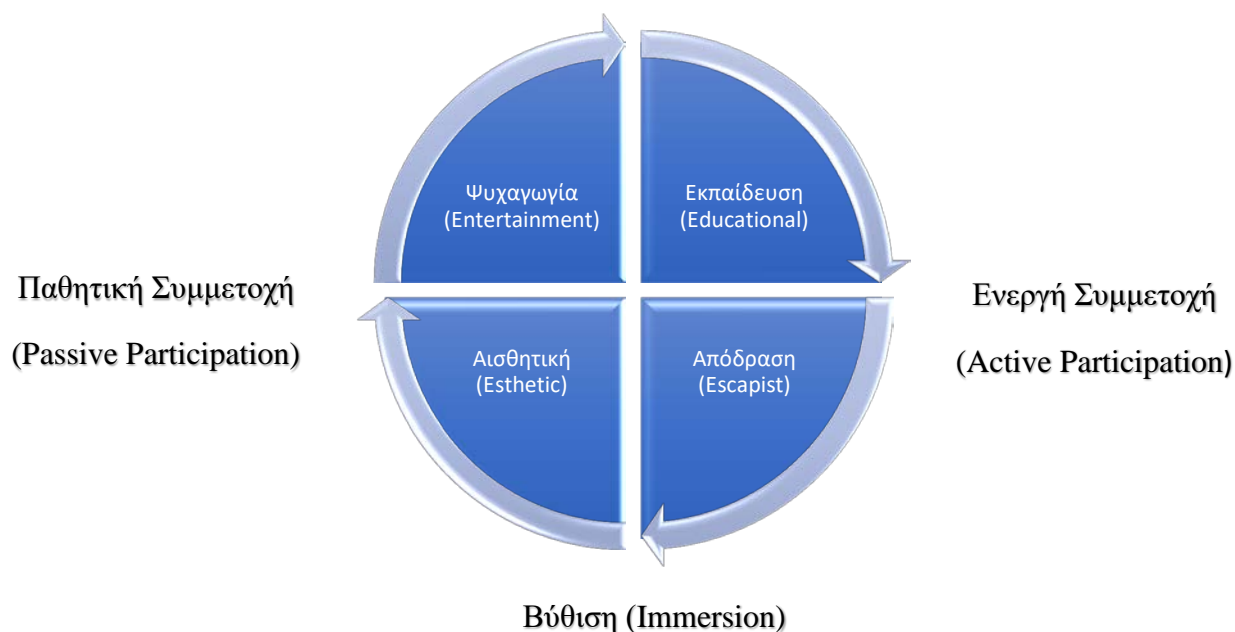 Ψυχαγωγία
(Entertainment)
Εκπαίδευση
(Educational)
Παθητική Συμμετοχή
(Passive Participation)
Ενεργή Συμμετοχή
(Active Participation)
Αισθητική
(Esthetic)
Απόδραση
(Escapist)
Βύθιση (Immersion)